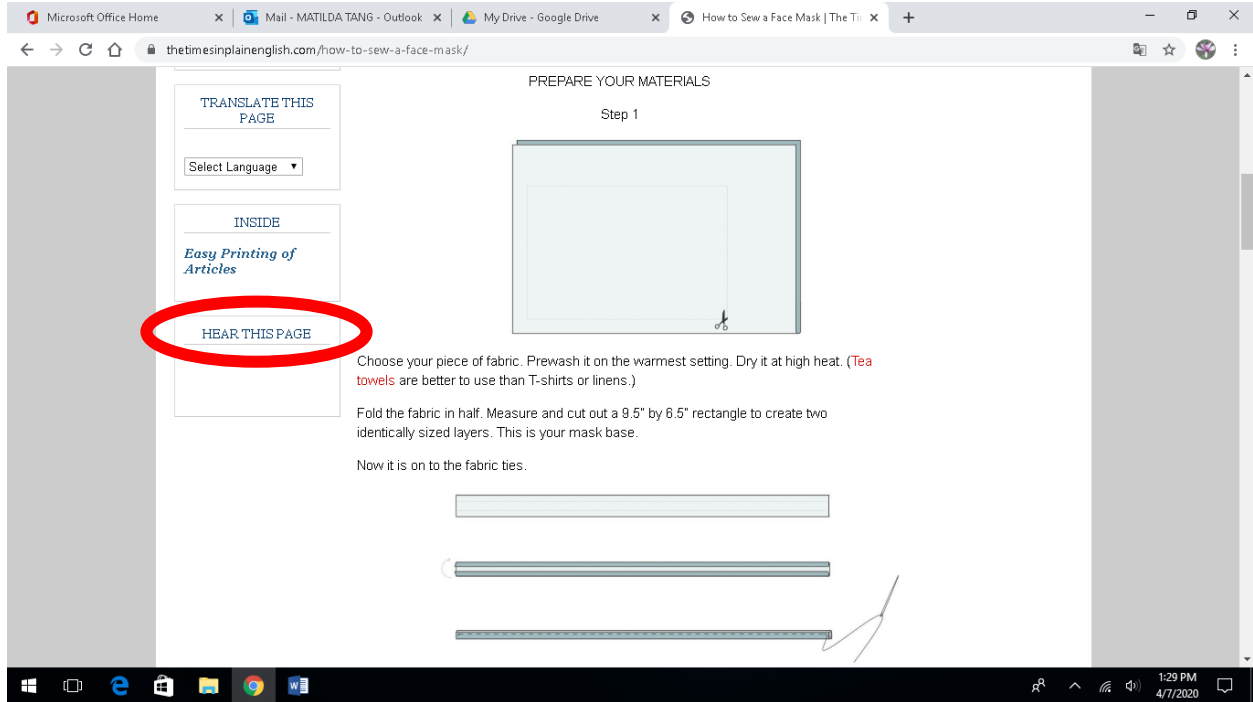 Microsoft Office Home
Mail - MATILDA TANG - Outlook
My Drive - Google Drive
How to Sew a Face Mask | The Ti
thetimesinplainenglish.com/how-to-sew-a-face-mask/
TRANSLATE THIS
PAGE
Select Language
INSIDE
Easy Printing of
Articles
HEAR THIS PAGE
PREPARE YOUR MATERIALS
Step 1
Choose your piece of fabric. Prewash it on the warmest setting. Dry it at high heat. (Tea
towels are better to use than T-shirts or linens.)
Fold the fabric in half. Measure and cut out a 9.5" by 6.5" rectangle to create two
identically sized layers. This is your mask base.
Now it is on to the fabric ties.
1:29 PM
4/7/2020